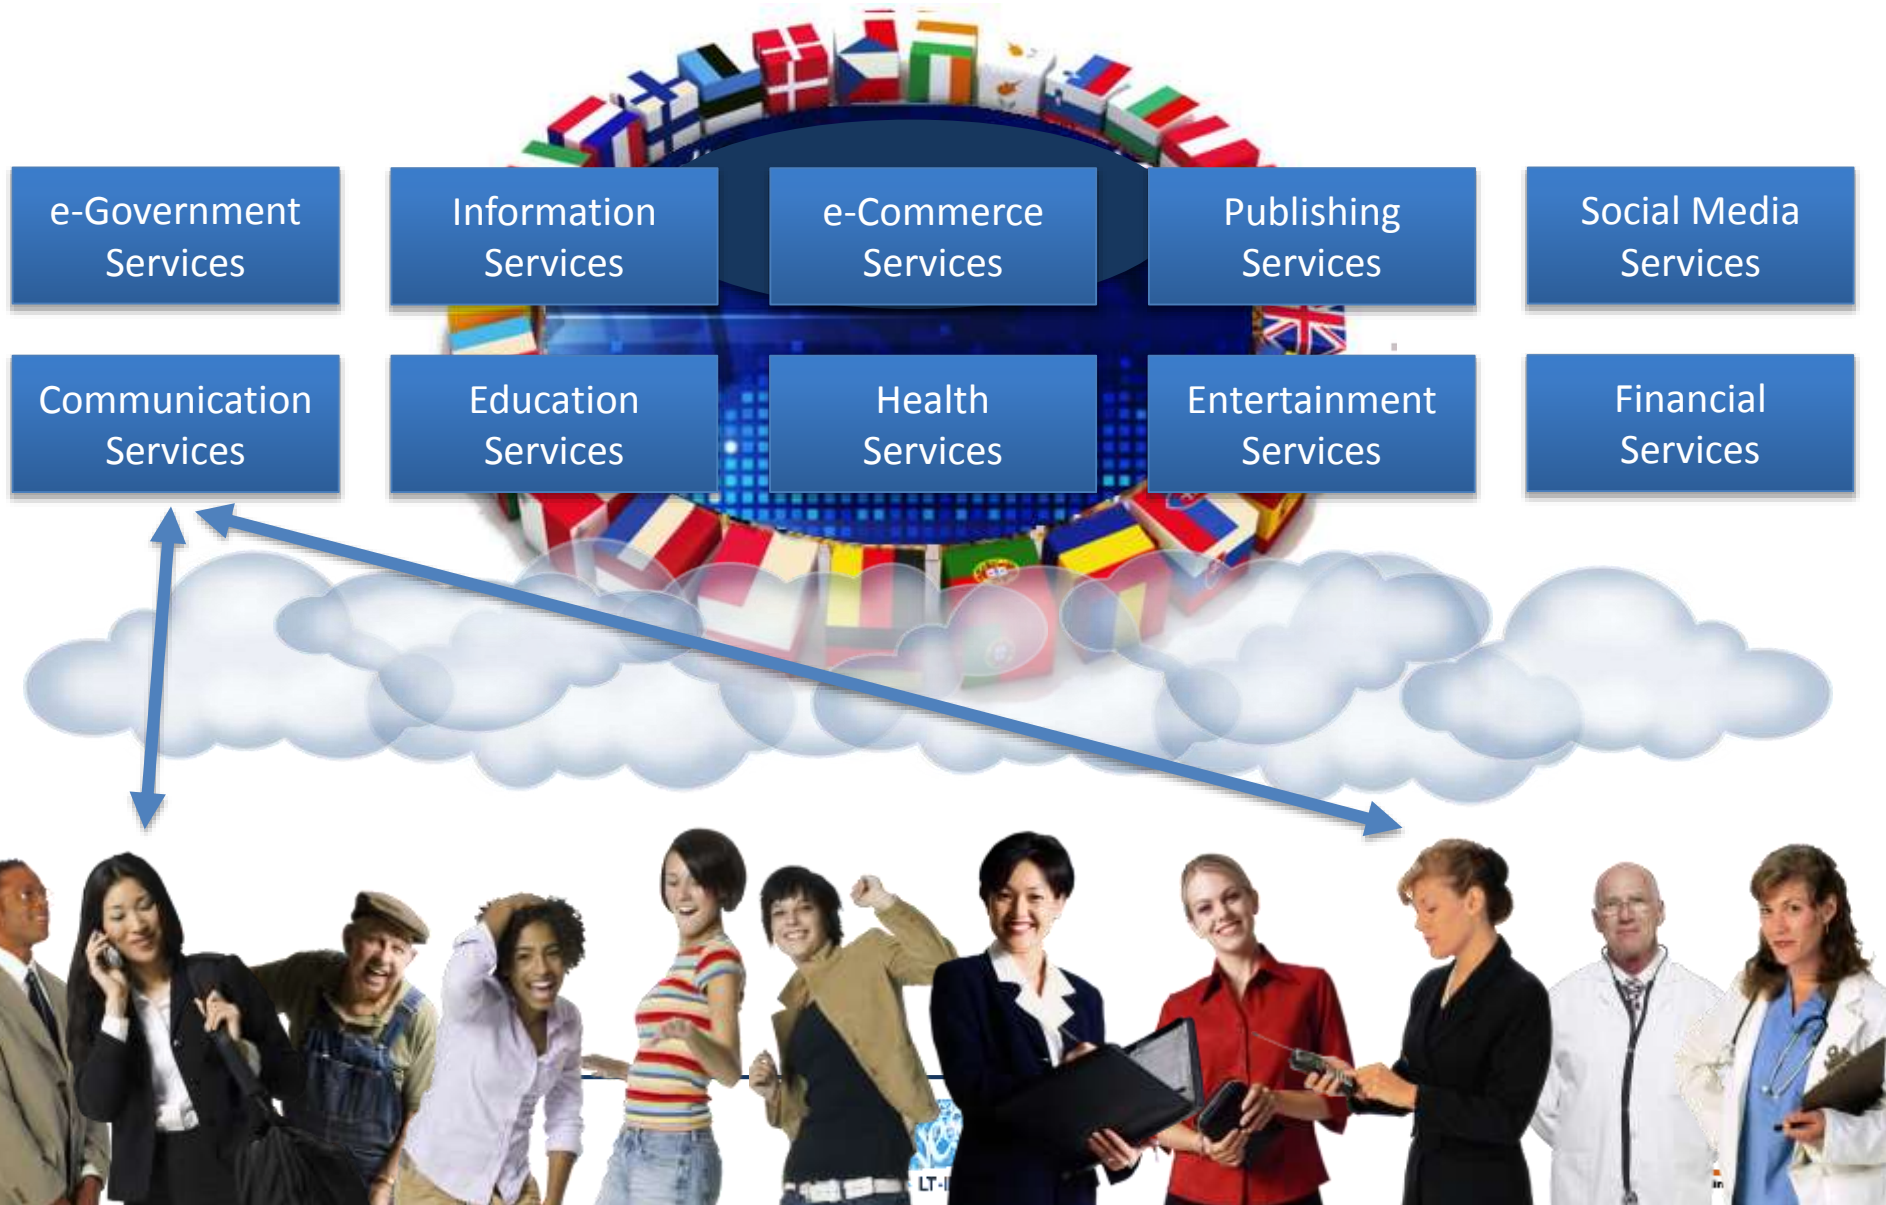 e-Government
Services
Information
Services
e-Commerce
Services
Publishing
Services
Social Media
Services
Communication
Services
Education
Services
Health
Services
Entertainment
Services
Financial
Services